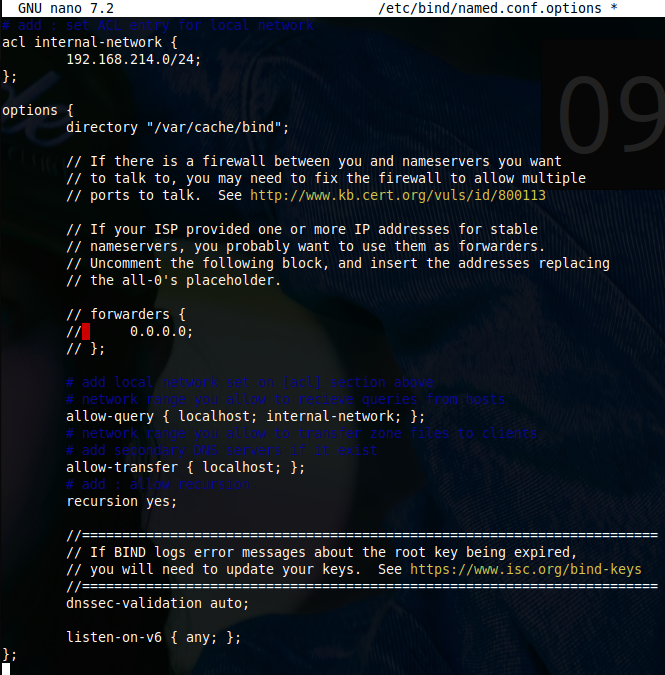 GNU nano 7.2 /etc/bind/named.conf.options *
# add : set ACL entry for local network
acl internal-network {
192.168.214.0/24;
};
options {
directory "/var/cache/bind";
// If there is a firewall between you and nameservers you want
// to talk to, you may need to fix the firewall to allow multiple
// ports to talk.  See http://www.kb.cert.org/vuls/id/800113
// If your ISP provided one or more IP addresses for stable
// nameservers, you probably want to use them as forwarders.
// Uncomment the following block, and insert the addresses replacing
// the all-0's placeholder.
// forwarders {
// 0.0.0.0;
// };
# add local network set on [acl] section above
# network range you allow to receive queries from hosts
allow-query { localhost; internal-network; };
# network range you allow to transfer zone files to clients
# add secondary DNS servers if it exist
allow-transfer { localhost; };
# add : allow recursion
recursion yes;
//========================================================================
// If BIND logs error messages about the root key being expired,
// you will need to update your keys.  See https://www.isc.org/bind-keys
//========================================================================
dnssec-validation auto;
listen-on-v6 { any; };
};
09